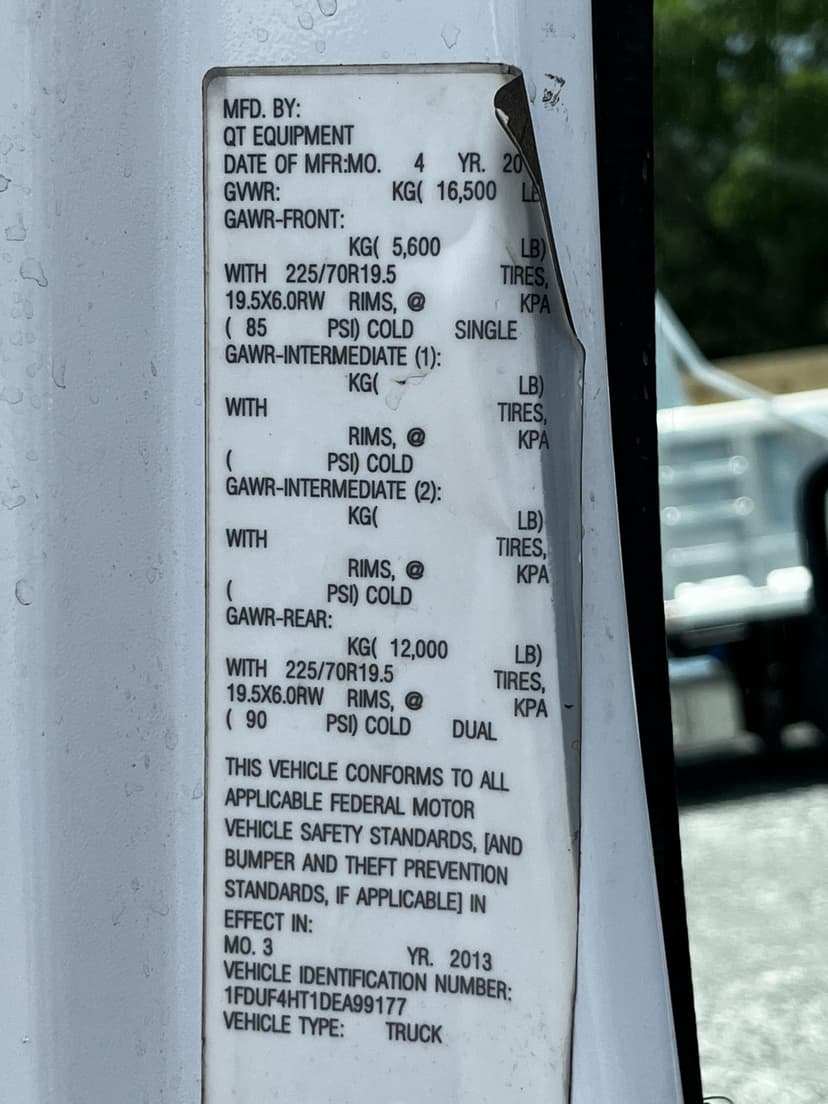 MFD. BY:
QT EQUIPMENT
DATE OF MFR:MO. 4 YR. 20
GVWR: KG( 16,500 LB
GAWR-FRONT:
KG( 5,600 LB)
WITH 225/70R19.5 TIRES,
19.5X6.0RW RIMS, @ KPA
( 85 PSI) COLD SINGLE
GAWR-INTERMEDIATE (1):
KG( LB)
WITH TIRES,
RIMS, @ KPA
( PSI) COLD
GAWR-INTERMEDIATE (2):
KG( LB)
WITH TIRES,
RIMS, @ KPA
( PSI) COLD
GAWR-REAR:
KG( 12,000 LB)
WITH 225/70R19.5 TIRES,
19.5X6.0RW RIMS, @ KPA
( 90 PSI) COLD DUAL
THIS VEHICLE CONFORMS TO ALL
APPLICABLE FEDERAL MOTOR
VEHICLE SAFETY STANDARDS, [AND
BUMPER AND THEFT PREVENTION
STANDARDS, IF APPLICABLE] IN
EFFECT IN:
MO. 3 YR. 2013
VEHICLE IDENTIFICATION NUMBER:
1FDUF4HT1DEA99177
VEHICLE TYPE: TRUCK